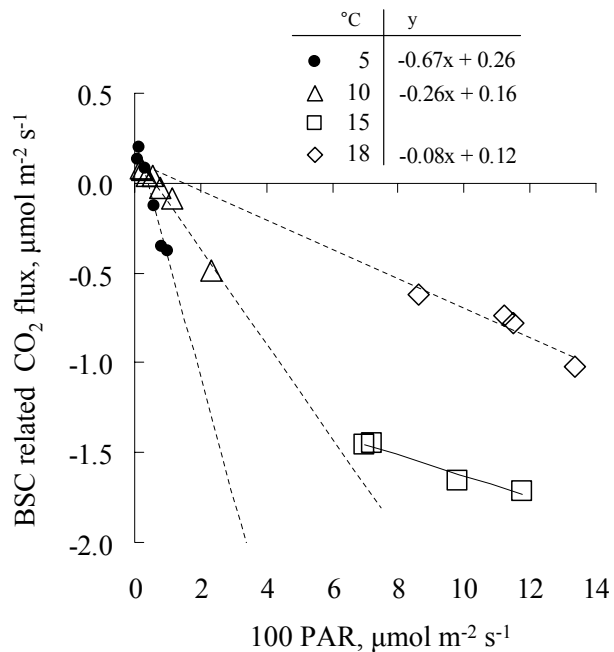 °C y
5 -0.67x + 0.26
10 -0.26x + 0.16
15
18 -0.08x + 0.12
BSC related CO₂ flux, μmol m⁻² s⁻¹
0.5
0.0
-0.5
-1.0
-1.5
-2.0
0 2 4 6 8 10 12 14
100 PAR, μmol m⁻² s⁻¹